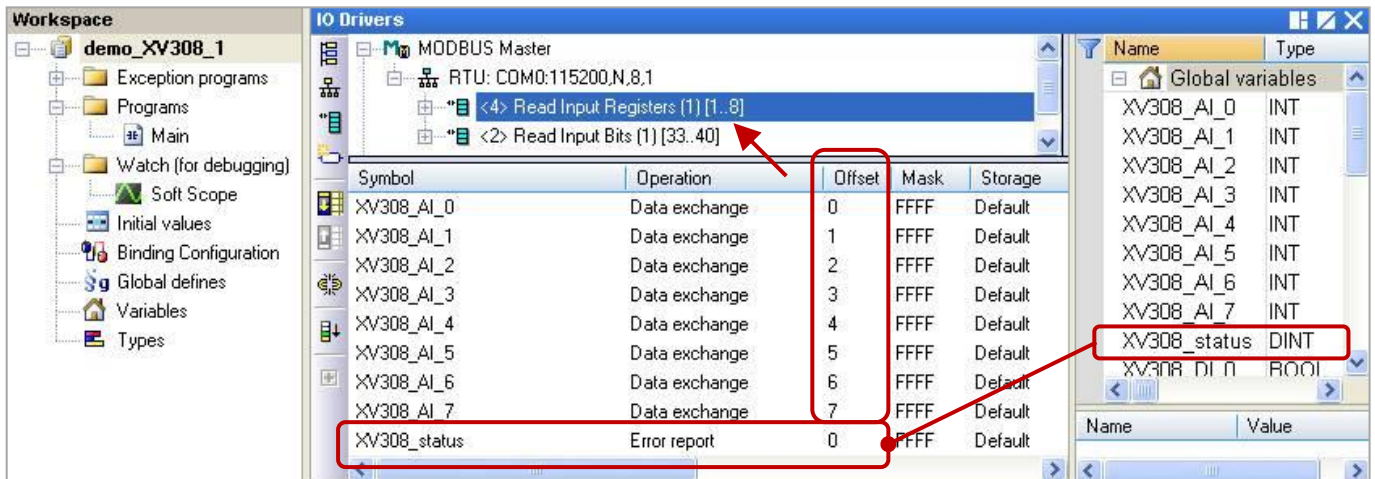 Workspace
demo_XV308_1
Exception programs
Programs
Main
Watch (for debugging)
Soft Scope
Initial values
Binding Configuration
Global defines
Variables
Types
IO Drivers
MODBUS Master
RTU: COM0:115200,N,8,1
<4> Read Input Registers (1) [1..8]
<2> Read Input Bits (1) [33..40]
Symbol Operation Offset Mask Storage
XV308_AI_0 Data exchange 0 FFFF Default
XV308_AI_1 Data exchange 1 FFFF Default
XV308_AI_2 Data exchange 2 FFFF Default
XV308_AI_3 Data exchange 3 FFFF Default
XV308_AI_4 Data exchange 4 FFFF Default
XV308_AI_5 Data exchange 5 FFFF Default
XV308_AI_6 Data exchange 6 FFFF Default
XV308_AI_7 Data exchange 7 FFFF Default
XV308_status Error report 0 FFFF Default
Name Type
Global variables
XV308_AI_0 INT
XV308_AI_1 INT
XV308_AI_2 INT
XV308_AI_3 INT
XV308_AI_4 INT
XV308_AI_5 INT
XV308_AI_6 INT
XV308_AI_7 INT
XV308_status DINT
XV308_DI_0 BOOL
Name Value